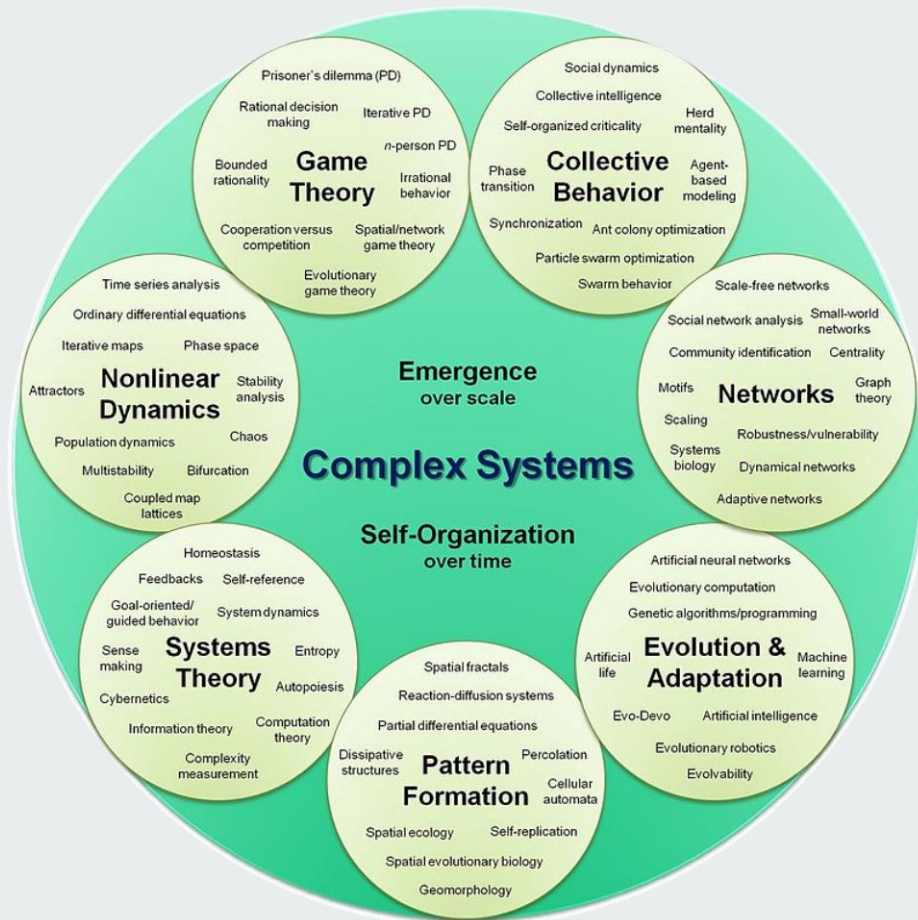 Prisoner's dilemma (PD)
Rational decision
making
Iterative PD
n-person PD
Bounded
rationality
Game
Theory
Irrational
behavior
Cooperation versus
competition
Spatial/network
game theory
Evolutionary
game theory
Social dynamics
Collective intelligence
Herd
mentality
Self-organized criticality
Phase
transition
Collective
Behavior
Agent-
based
modeling
Synchronization
Ant colony optimization
Particle swarm optimization
Swarm behavior
Time series analysis
Ordinary differential equations
Iterative maps
Phase space
Attractors
Nonlinear
Dynamics
Stability
analysis
Population dynamics
Chaos
Multistability
Bifurcation
Coupled map
lattices
Emergence
over scale
Complex Systems
Self-Organization
over time
Scale-free networks
Social network analysis
Small-world
networks
Community identification
Centrality
Motifs
Networks
Graph
theory
Scaling
Robustness/vulnerability
Systems
biology
Dynamical networks
Adaptive networks
Homeostasis
Feedbacks
Self-reference
Goal-oriented/
guided behavior
System dynamics
Sense
making
Systems
Theory
Entropy
Autopoiesis
Cybernetics
Information theory
Computation
theory
Complexity
measurement
Spatial fractals
Reaction-diffusion systems
Partial differential equations
Dissipative
structures
Pattern
Formation
Percolation
Cellular
automata
Spatial ecology
Self-replication
Spatial evolutionary biology
Geomorphology
Artificial neural networks
Evolutionary computation
Genetic algorithms/programming
Artificial
life
Evolution &
Adaptation
Machine
learning
Evo-Devo
Artificial intelligence
Evolutionary robotics
Evolvability